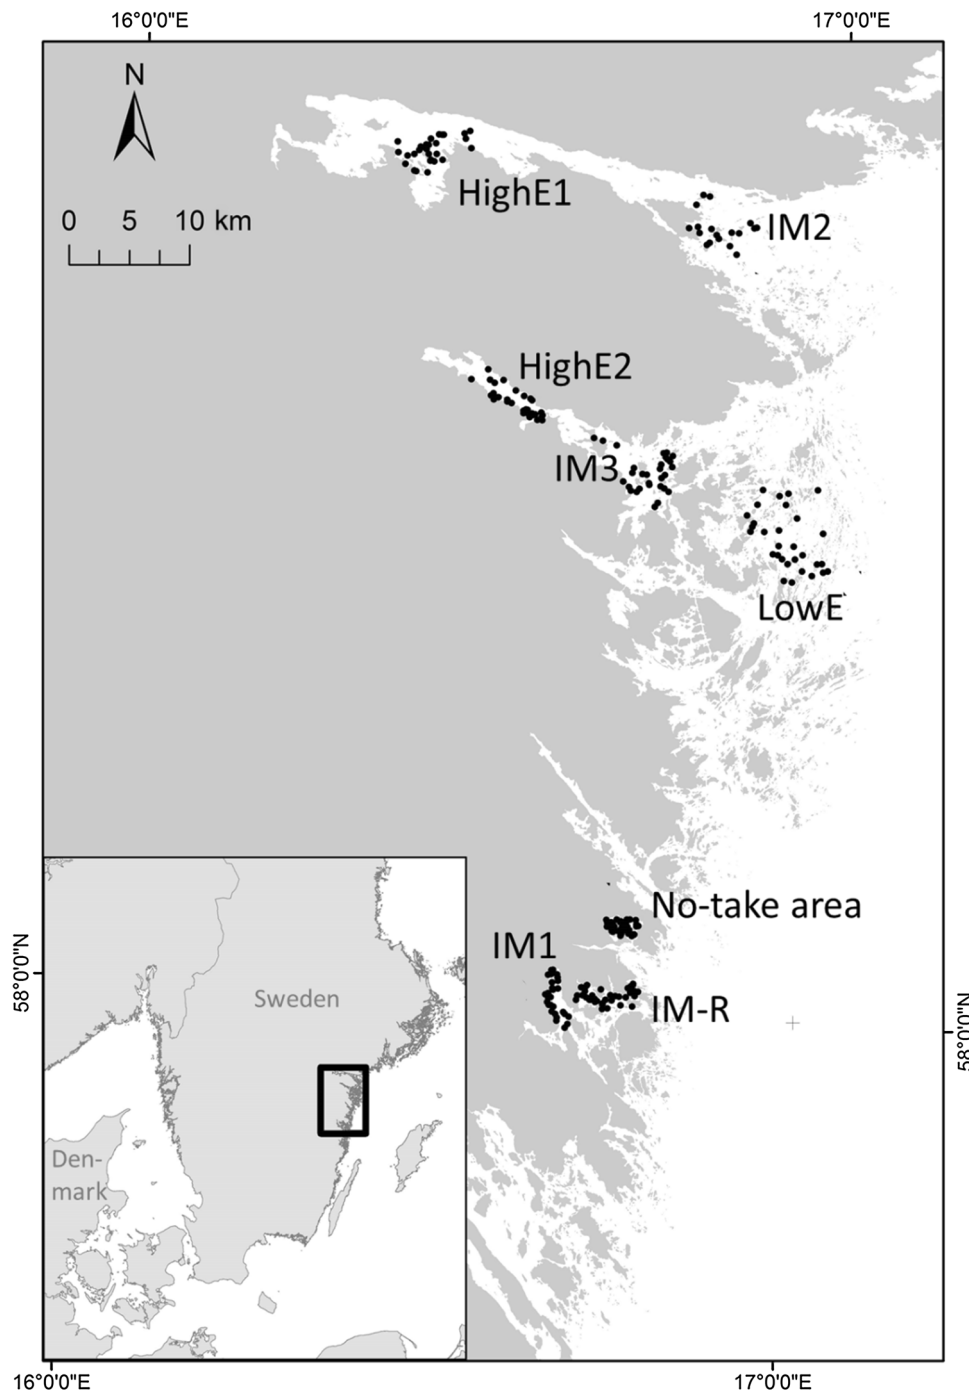 16°0'0"E 17°0'0"E
N
0 5 10 km
HighE1
IM2
HighE2
IM3
LowE
No-take area
IM1
IM-R
58°0'0"N
58°0'0"N
Sweden
Den-
mark
16°0'0"E 17°0'0"E